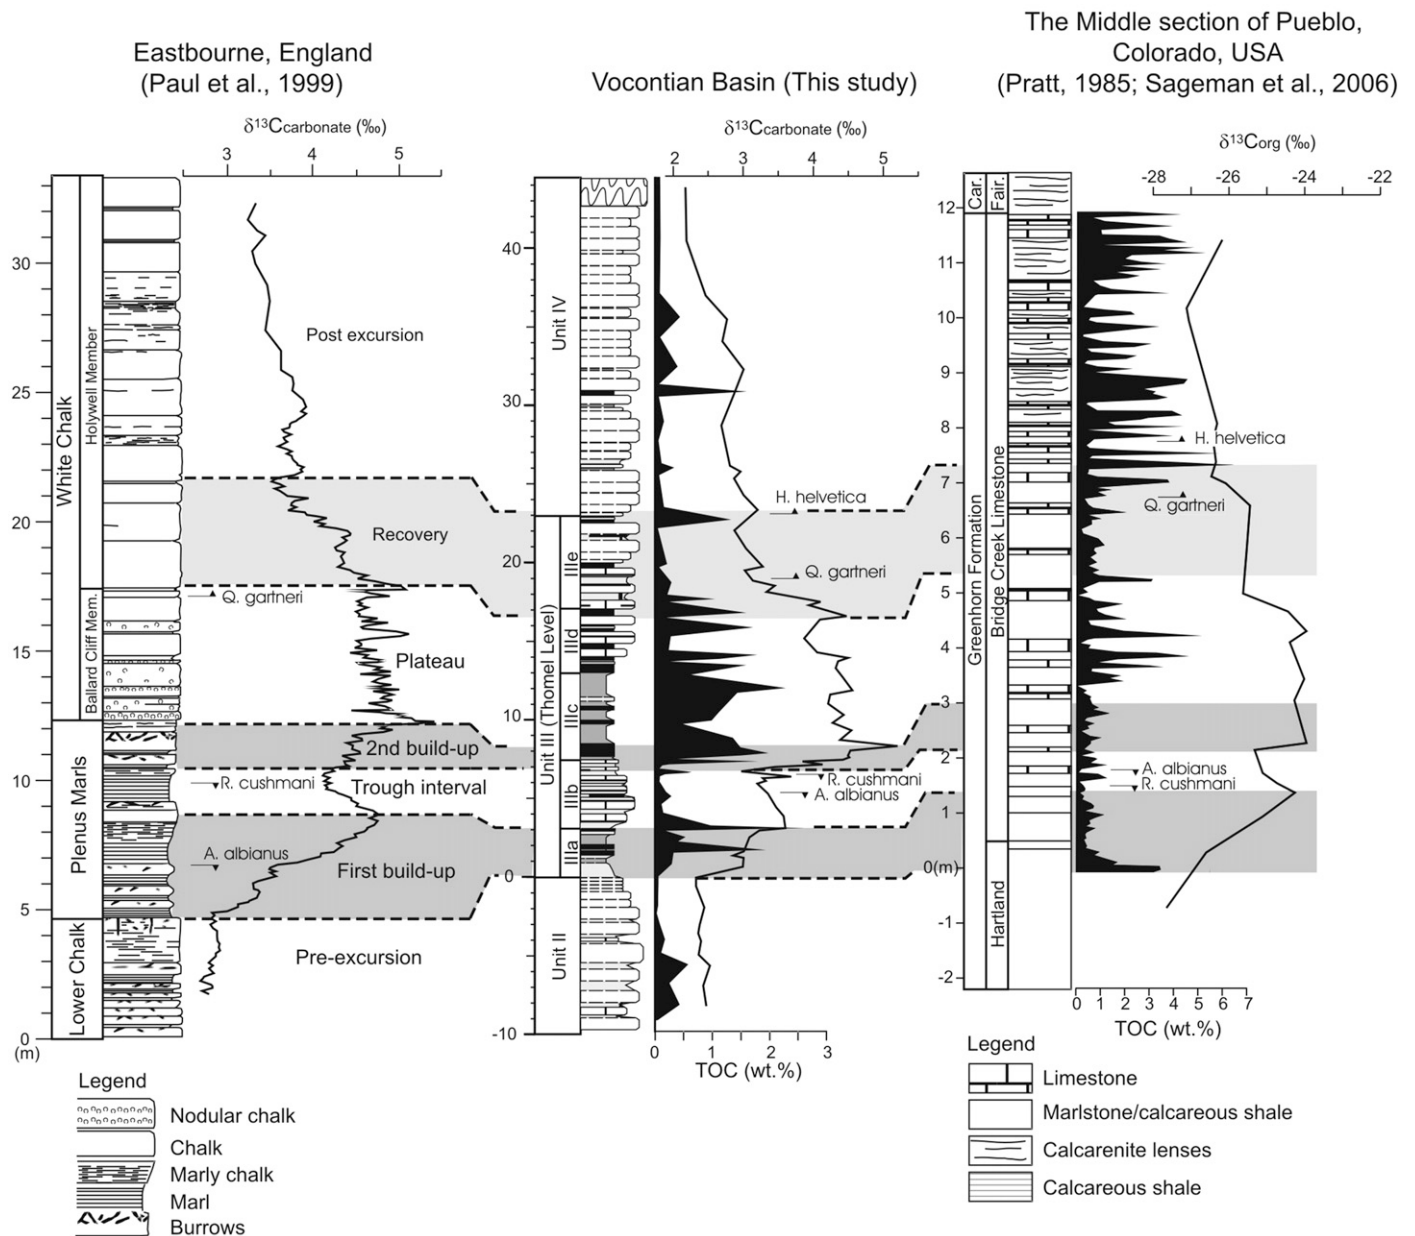 Eastbourne, England
(Paul et al., 1999)
δ¹³Ccarbonate (‰)
3 4 5
30
25
20
15
10
5
0
(m)
White Chalk
Holywell Member
Ballard Cliff Mem.
Plenus Marls
Lower Chalk
Post excursion
Recovery
Q. gartneri
Plateau
2nd build-up
R. cushmani
Trough interval
A. albianus
First build-up
Pre-excursion
Legend
Nodular chalk
Chalk
Marly chalk
Marl
Burrows
Vocontian Basin (This study)
δ¹³Ccarbonate (‰)
2 3 4 5
40
30
20
10
0
-10
Unit IV
Unit III (Thomel Level)
IIIe
IIId
IIIc
IIIb
IIIa
Unit II
H. helvetica
Q. gartneri
R. cushmani
A. albianus
0 1 2 3
TOC (wt.%)
The Middle section of Pueblo,
Colorado, USA
(Pratt, 1985; Sageman et al., 2006)
δ¹³Corg (‰)
-28 -26 -24 -22
12
11
10
9
8
7
6
5
4
3
2
1
0(m)
-1
-2
Car.
Fair.
Greenhorn Formation
Bridge Creek Limestone
Hartland
H. helvetica
Q. gartneri
A. albianus
R. cushmani
0 1 2 3 4 5 6 7
TOC (wt.%)
Legend
Limestone
Marlstone/calcareous shale
Calcarenite lenses
Calcareous shale